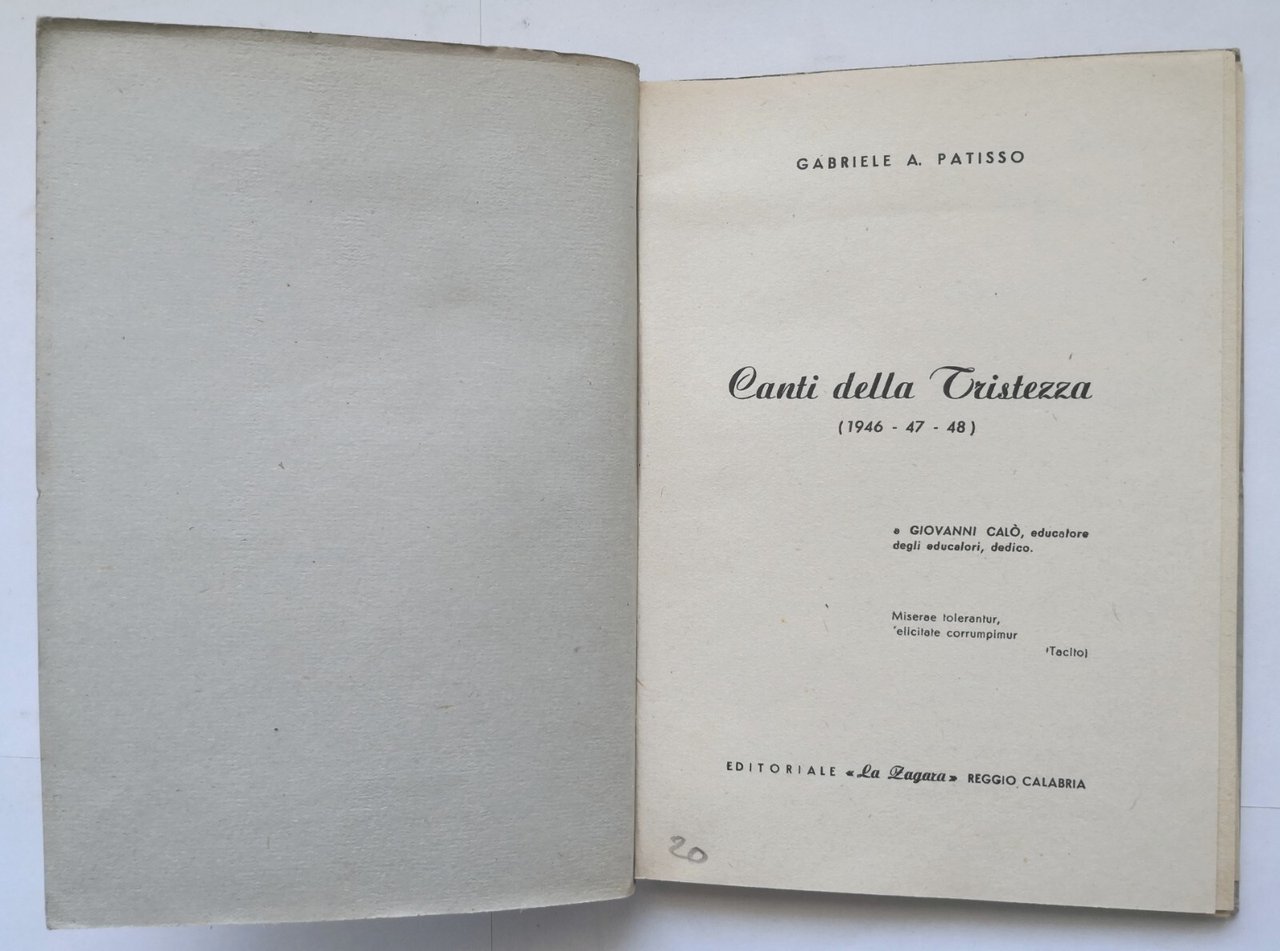 GABRIELE A. PATISSO
Canti della Tristezza
(1946 - 47 - 48)
a GIOVANNI CALÒ, educatore
degli educatori, dedico.
Miserae tolerantur,
'elicitate corrumpimur
(Tacito)
EDITORIALE «La Zagara» REGGIO CALABRIA
20